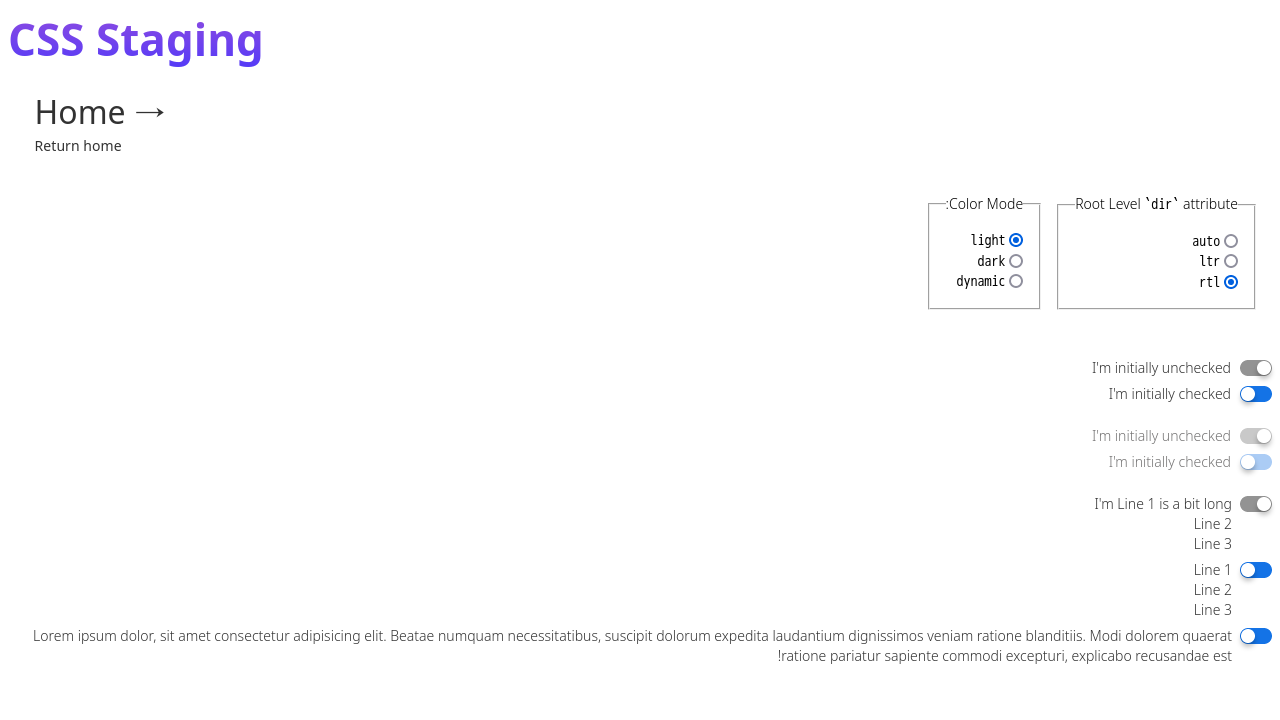 CSS Staging
Home →
Return home
:Color Mode
light
dark
dynamic
Root Level `dir` attribute
auto
ltr
rtl
I'm initially unchecked
I'm initially checked
I'm initially unchecked
I'm initially checked
I'm Line 1 is a bit long
Line 2
Line 3
Line 1
Line 2
Line 3
Lorem ipsum dolor, sit amet consectetur adipisicing elit. Beatae numquam necessitatibus, suscipit dolorum expedita laudantium dignissimos veniam ratione blanditiis. Modi dolorem quaerat
!ratione pariatur sapiente commodi excepturi, explicabo recusandae est